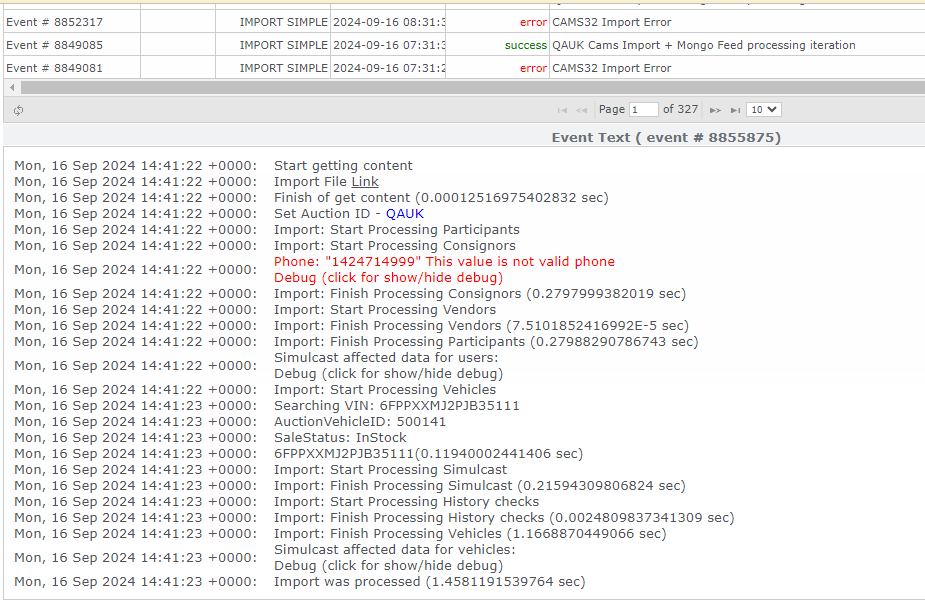 Event # 8852317 IMPORT SIMPLE 2024-09-16 08:31:3 error CAMS32 Import Error
Event # 8849085 IMPORT SIMPLE 2024-09-16 07:31:3 success QAUK Cams Import + Mongo Feed processing iteration
Event # 8849081 IMPORT SIMPLE 2024-09-16 07:31:2 error CAMS32 Import Error
Page 1 of 327 10
Event Text ( event # 8855875)
Mon, 16 Sep 2024 14:41:22 +0000: Start getting content
Mon, 16 Sep 2024 14:41:22 +0000: Import File Link
Mon, 16 Sep 2024 14:41:22 +0000: Finish of get content (0.00012516975402832 sec)
Mon, 16 Sep 2024 14:41:22 +0000: Set Auction ID - QAUK
Mon, 16 Sep 2024 14:41:22 +0000: Import: Start Processing Participants
Mon, 16 Sep 2024 14:41:22 +0000: Import: Start Processing Consignors
Mon, 16 Sep 2024 14:41:22 +0000: Phone: "1424714999" This value is not valid phone
Debug (click for show/hide debug)
Mon, 16 Sep 2024 14:41:22 +0000: Import: Finish Processing Consignors (0.2797999382019 sec)
Mon, 16 Sep 2024 14:41:22 +0000: Import: Start Processing Vendors
Mon, 16 Sep 2024 14:41:22 +0000: Import: Finish Processing Vendors (7.5101852416992E-5 sec)
Mon, 16 Sep 2024 14:41:22 +0000: Import: Finish Processing Participants (0.27988290786743 sec)
Mon, 16 Sep 2024 14:41:22 +0000: Simulcast affected data for users:
Debug (click for show/hide debug)
Mon, 16 Sep 2024 14:41:22 +0000: Import: Start Processing Vehicles
Mon, 16 Sep 2024 14:41:23 +0000: Searching VIN: 6FPPXXMJ2PJB35111
Mon, 16 Sep 2024 14:41:23 +0000: AuctionVehicleID: 500141
Mon, 16 Sep 2024 14:41:23 +0000: SaleStatus: InStock
Mon, 16 Sep 2024 14:41:23 +0000: 6FPPXXMJ2PJB35111(0.11940002441406 sec)
Mon, 16 Sep 2024 14:41:23 +0000: Import: Start Processing Simulcast
Mon, 16 Sep 2024 14:41:23 +0000: Import: Finish Processing Simulcast (0.21594309806824 sec)
Mon, 16 Sep 2024 14:41:23 +0000: Import: Start Processing History checks
Mon, 16 Sep 2024 14:41:23 +0000: Import: Finish Processing History checks (0.0024809837341309 sec)
Mon, 16 Sep 2024 14:41:23 +0000: Import: Finish Processing Vehicles (1.1668870449066 sec)
Mon, 16 Sep 2024 14:41:23 +0000: Simulcast affected data for vehicles:
Debug (click for show/hide debug)
Mon, 16 Sep 2024 14:41:23 +0000: Import was processed (1.4581191539764 sec)